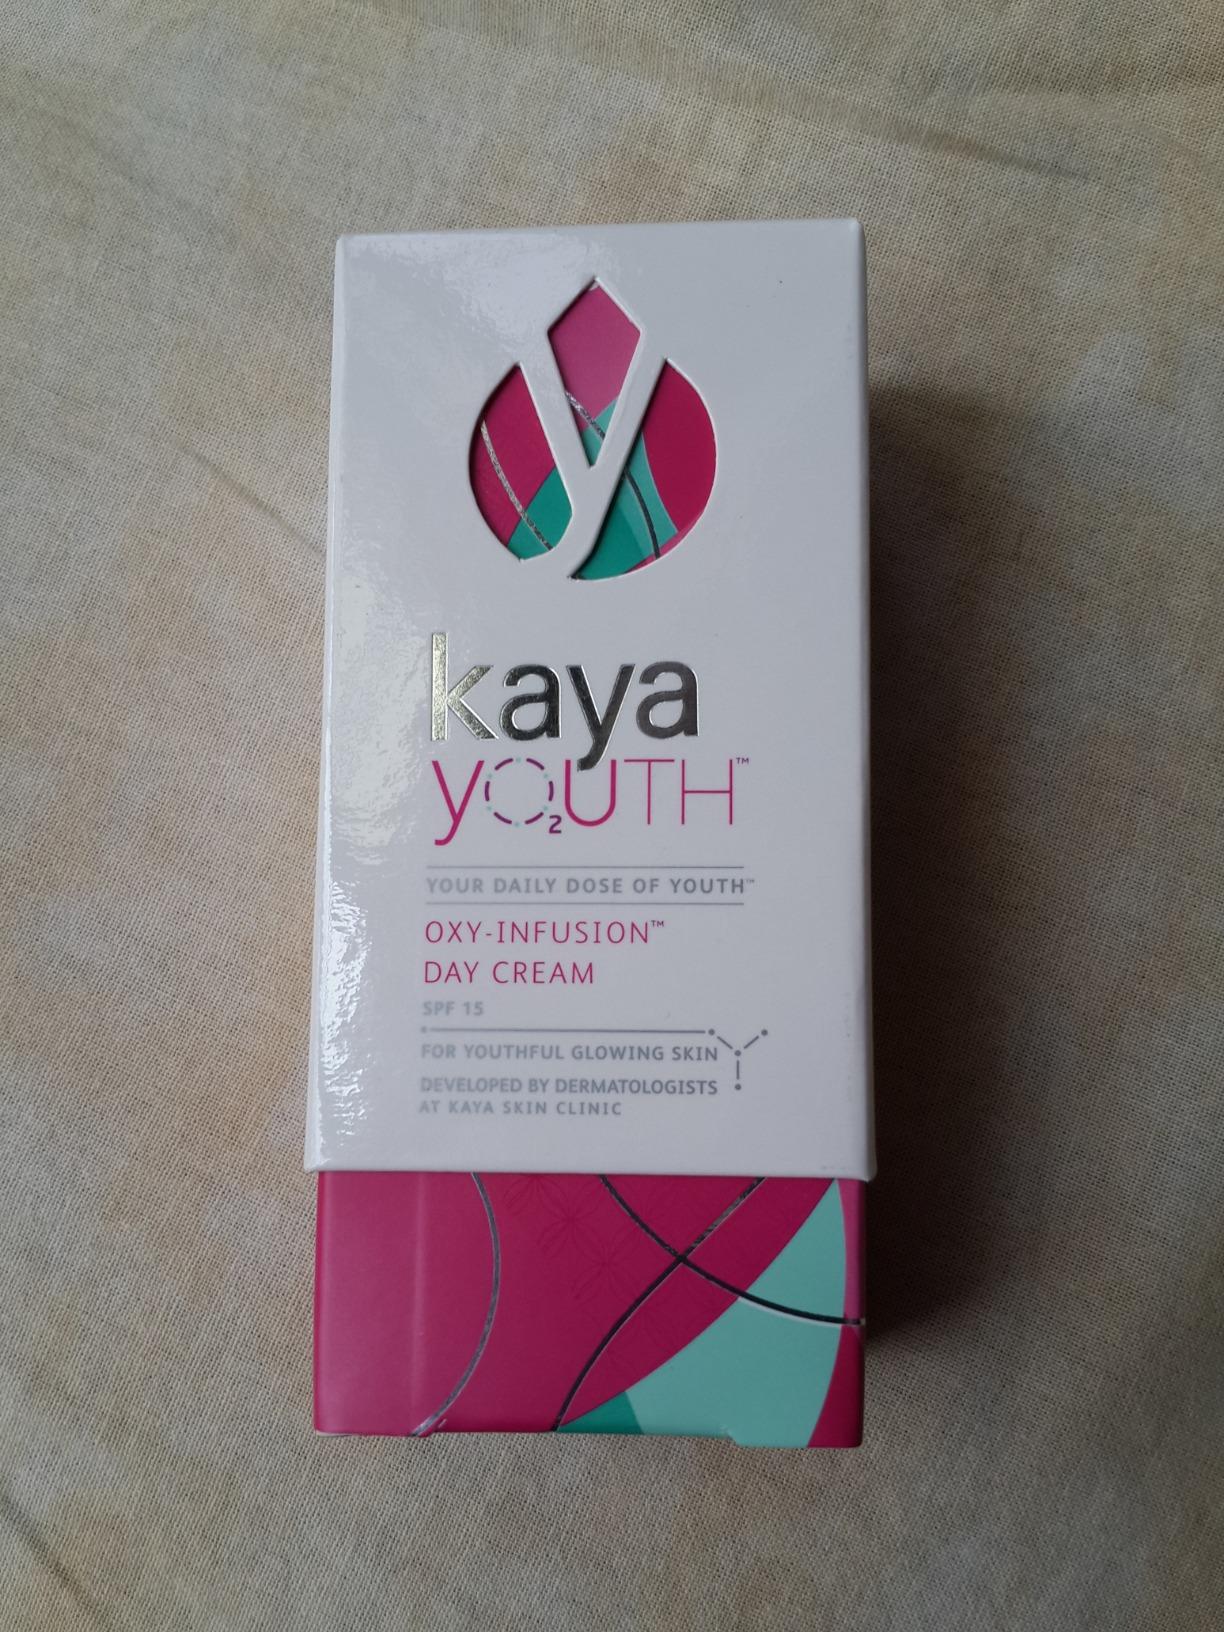 y
kaya
yO₂UTH™
YOUR DAILY DOSE OF YOUTH™
OXY-INFUSION™
DAY CREAM
SPF 15
FOR YOUTHFUL GLOWING SKIN
DEVELOPED BY DERMATOLOGISTS
AT KAYA SKIN CLINIC